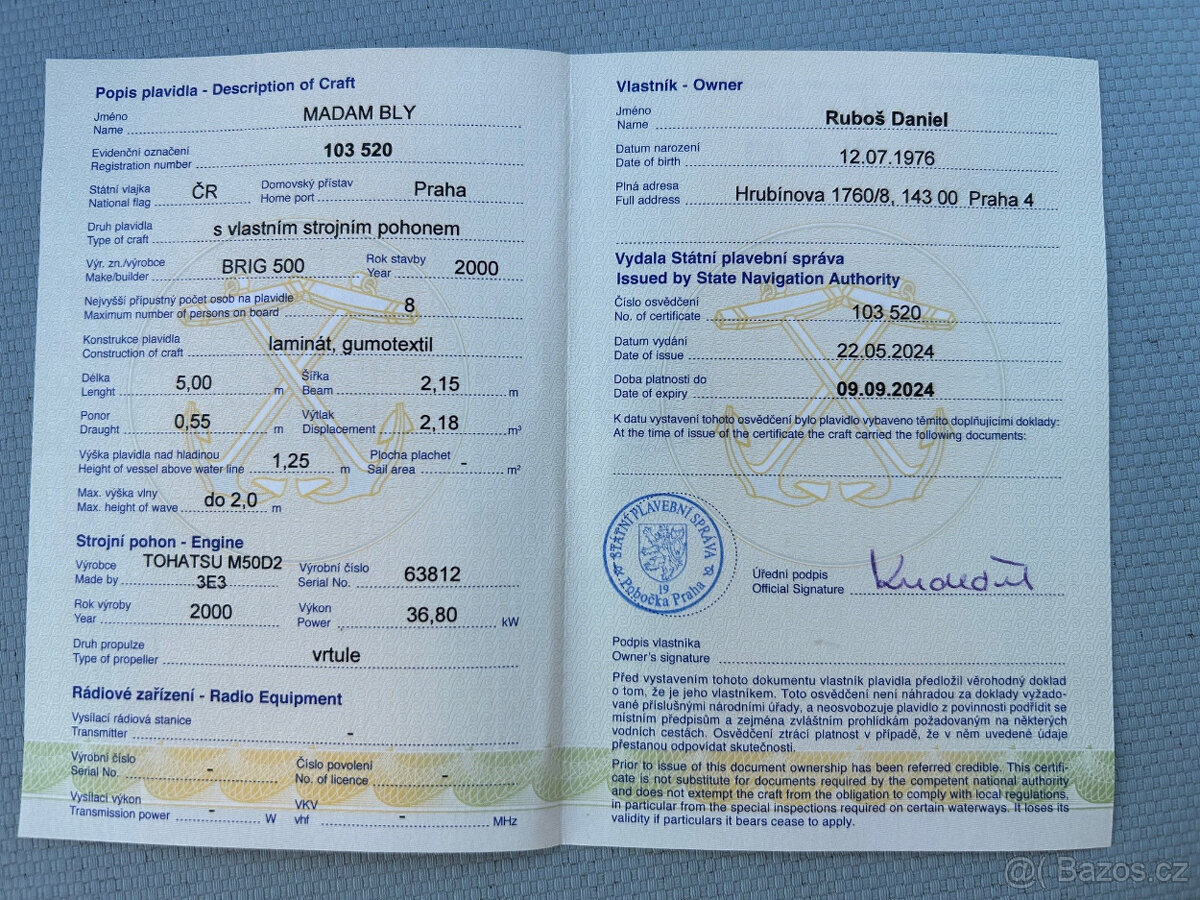 Popis plavidla - Description of Craft
Jméno
Name MADAM BLY
Evidenční označení
Registration number 103 520
Státní vlajka
National flag ČR
Domovský přístav
Home port Praha
Druh plavidla
Type of craft s vlastním strojním pohonem
Výr. zn./výrobce
Make/builder BRIG 500
Rok stavby
Year 2000
Nejvyšší přípustný počet osob na plavidle
Maximum number of persons on board 8
Konstrukce plavidla
Construction of craft laminát, gumotextil
Délka
Lenght 5,00 m
Šířka
Beam 2,15 m
Ponor
Draught 0,55 m
Výtlak
Displacement 2,18 m³
Výška plavidla nad hladinou
Height of vessel above water line 1,25 m
Plocha plachet
Sail area - m²
Max. výška vlny
Max. height of wave do 2,0 m
Strojní pohon - Engine
Výrobce
Made by TOHATSU M50D2
3E3
Výrobní číslo
Serial No. 63812
Rok výroby
Year 2000
Výkon
Power 36,80 kW
Druh propulze
Type of propeller vrtule
Rádiové zařízení - Radio Equipment
Vysílací rádiová stanice
Transmitter -
Výrobní číslo
Serial No. -
Číslo povolení
No. of licence -
Vysílací výkon
Transmission power - W
VKV
vhf - MHz
Vlastník - Owner
Jméno
Name Ruboš Daniel
Datum narození
Date of birth 12.07.1976
Plná adresa
Full address Hrubínova 1760/8, 143 00 Praha 4
Vydala Státní plavební správa
Issued by State Navigation Authority
Číslo osvědčení
No. of certificate 103 520
Datum vydání
Date of issue 22.05.2024
Doba platnosti do
Date of expiry 09.09.2024
K datu vystavení tohoto osvědčení bylo plavidlo vybaveno těmito doplňujícími doklady:
At the time of issue of the certificate the craft carried the following documents:
STÁTNÍ PLAVEBNÍ SPRÁVA
19
Pobočka Praha
Úřední podpis
Official Signature
Podpis vlastníka
Owner's signature
Před vystavením tohoto dokumentu vlastník plavidla předložil věrohodný doklad
o tom, že je jeho vlastníkem. Toto osvědčení není náhradou za doklady vyžado-
vané příslušnými národními úřady, a neosvobozuje plavidlo z povinnosti podřídit se
místním předpisům a zejména zvláštním prohlídkám požadovaným na některých
vodních cestách. Osvědčení ztrácí platnost v případě, že v něm uvedené údaje
přestanou odpovídat skutečnosti.
Prior to issue of this document ownership has been referred credible. This certifi-
cate is not substitute for documents required by the competent national authority
and does not extempt the craft from the obligation to comply with local regulations,
in particular from the special inspections required on certain waterways. It loses its
validity if particulars it bears cease to apply.
@( Bazos.cz